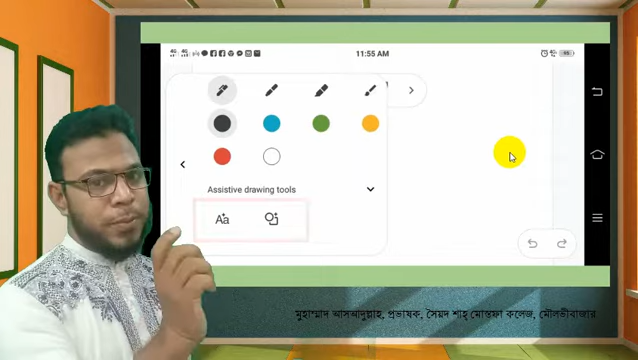 11:55 AM
Assistive drawing tools
Aa
মুহাম্মাদ আসআদুল্লাহ, প্রভাষক, সৈয়দ শাহ্ মোস্তফা কলেজ, মৌলভীবাজার